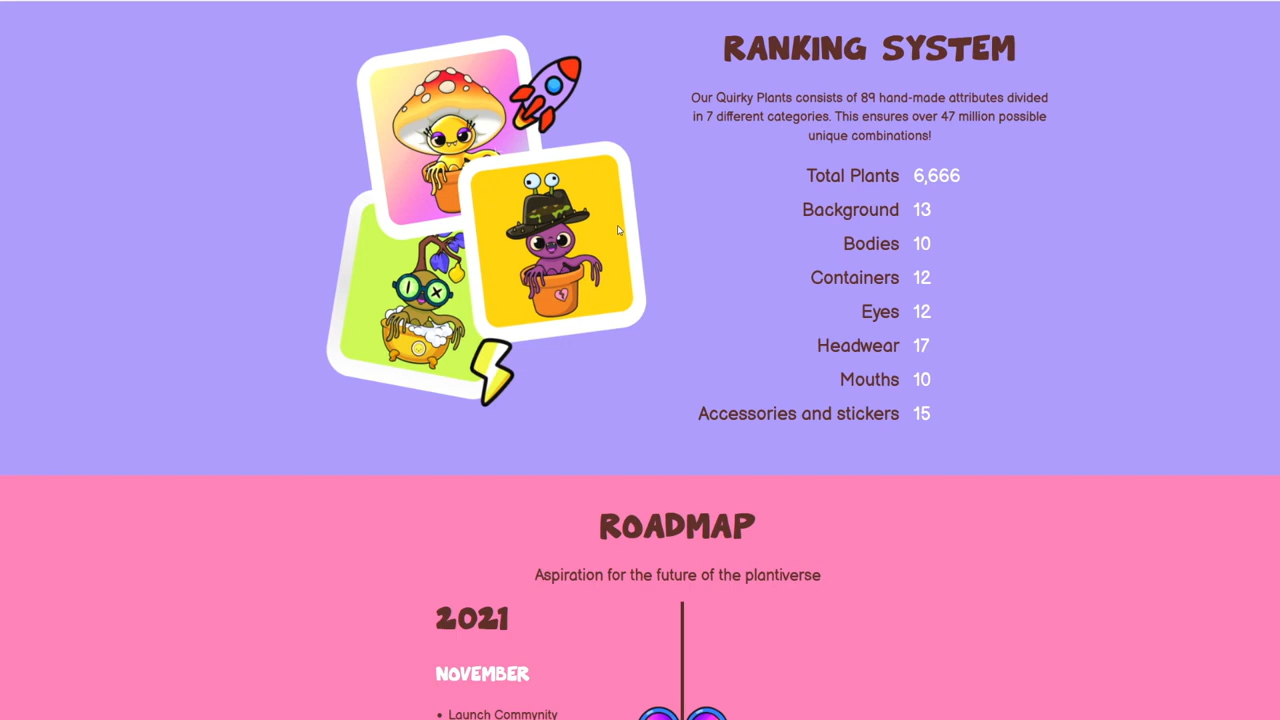 RANKING SYSTEM
Our Quirky Plants consists of 89 hand-made attributes divided
in 7 different categories. This ensures over 47 million possible
unique combinations!
Total Plants 6,666
Background 13
Bodies 10
Containers 12
Eyes 12
Headwear 17
Mouths 10
Accessories and stickers 15
ROADMAP
Aspiration for the future of the plantiverse
2021
NOVEMBER
• Launch Commynity